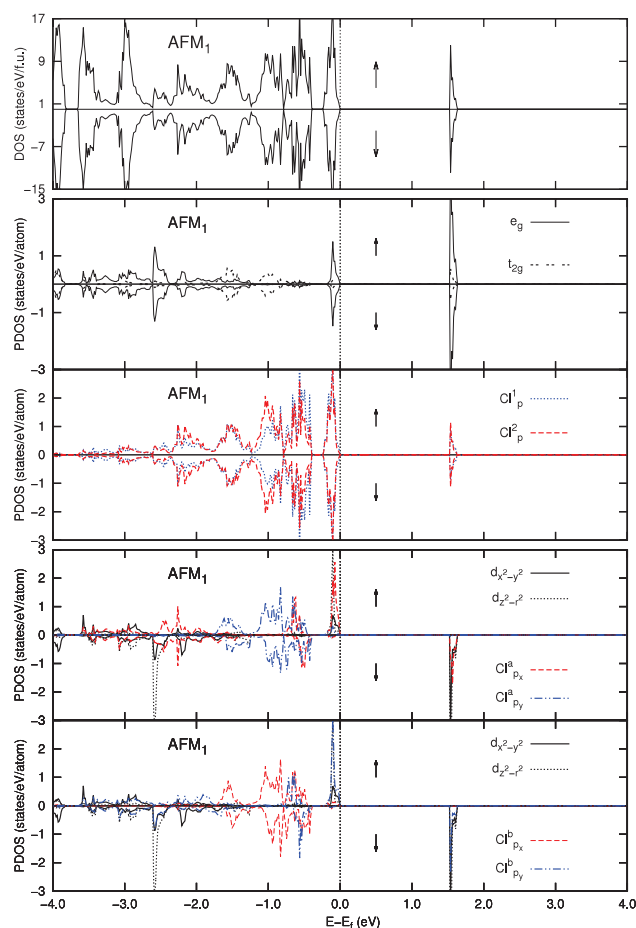 17
9
1
−7
−15
DOS (states/eV/f.u.)
AFM1
3
1
−1
−3
PDOS (states/eV/atom)
AFM1
eg
t2g
2
1
0
−1
−2
−3
PDOS (states/eV/atom)
AFM1
Cl1p
Cl2p
3
2
1
0
−1
−2
−3
PDOS (states/eV/atom)
AFM1
dx2−y2
dz2−r2
Clapx
Clapy
3
2
1
0
−1
−2
−3
PDOS (states/eV/atom)
AFM1
dx2−y2
dz2−r2
Clbpx
Clbpy
−4.0 −3.0 −2.0 −1.0 0.0 1.0 2.0 3.0 4.0
E−Ef (eV)